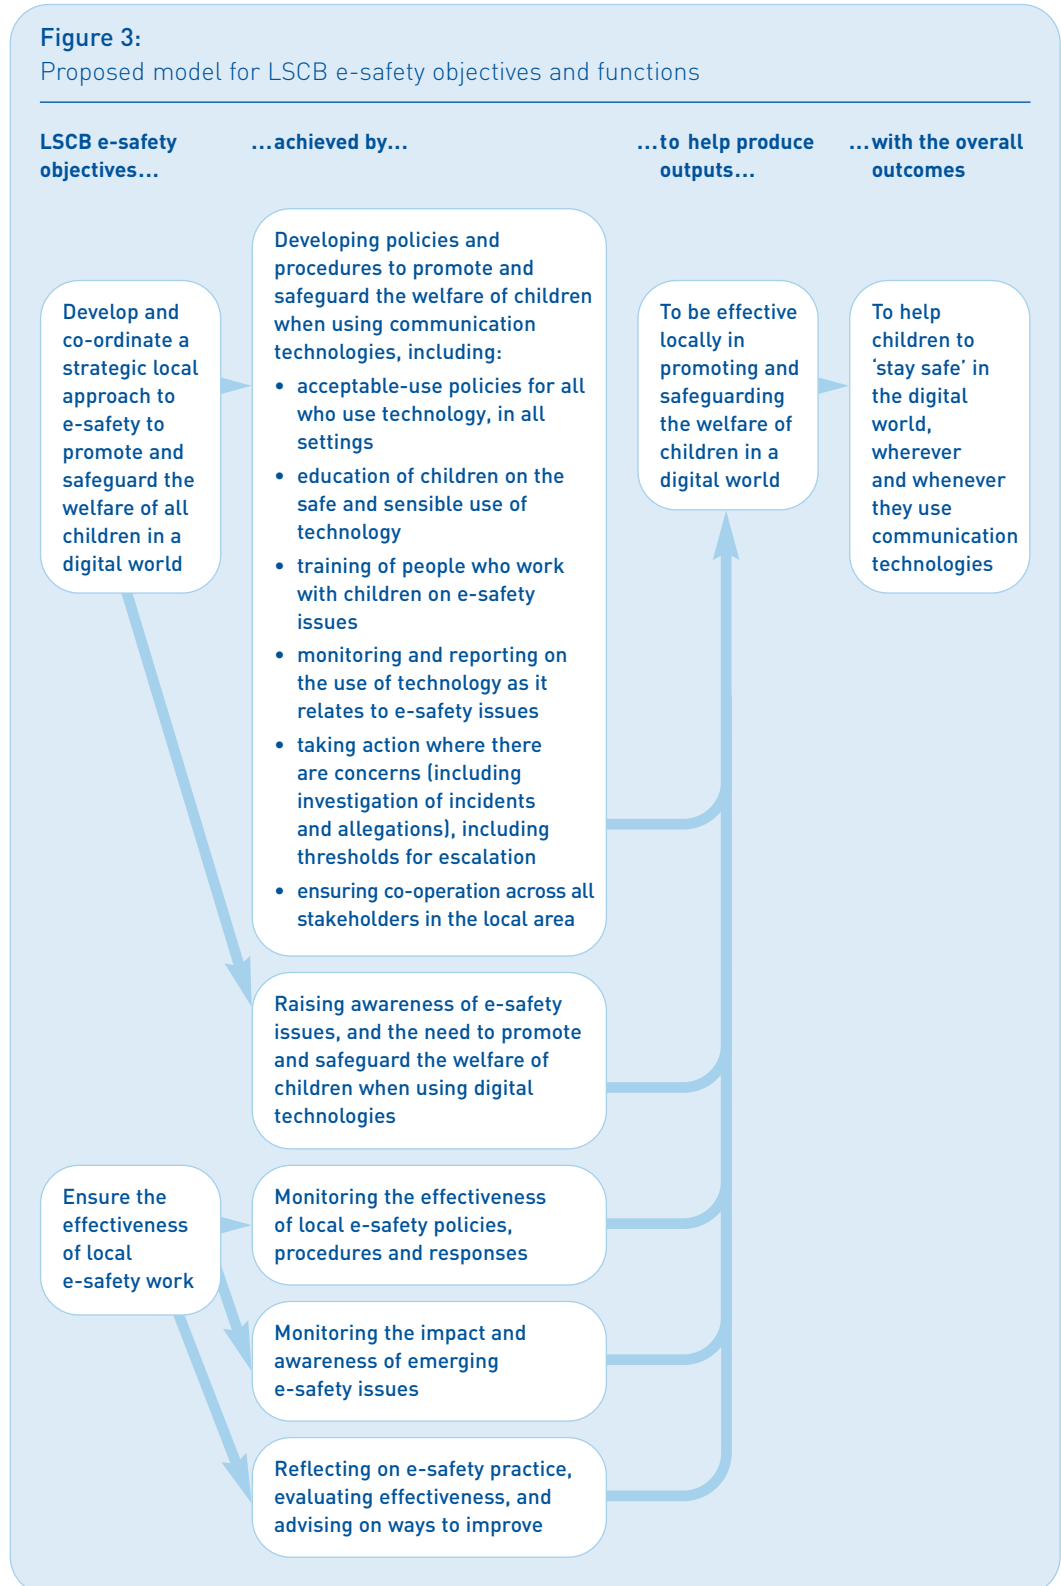 Figure 3:
Proposed model for LSCB e-safety objectives and functions
LSCB e-safety
objectives...
...achieved by...
...to help produce
outputs...
...with the overall
outcomes
Develop and
co-ordinate a
strategic local
approach to
e-safety to
promote and
safeguard the
welfare of all
children in a
digital world
Developing policies and
procedures to promote and
safeguard the welfare of children
when using communication
technologies, including:
• acceptable-use policies for all
who use technology, in all
settings
• education of children on the
safe and sensible use of
technology
• training of people who work
with children on e-safety
issues
• monitoring and reporting on
the use of technology as it
relates to e-safety issues
• taking action where there
are concerns (including
investigation of incidents
and allegations), including
thresholds for escalation
• ensuring co-operation across all
stakeholders in the local area
To be effective
locally in
promoting and
safeguarding
the welfare of
children in a
digital world
To help
children to
‘stay safe’ in
the digital
world,
wherever
and whenever
they use
communication
technologies
Raising awareness of e-safety
issues, and the need to promote
and safeguard the welfare of
children when using digital
technologies
Ensure the
effectiveness
of local
e-safety work
Monitoring the effectiveness
of local e-safety policies,
procedures and responses
Monitoring the impact and
awareness of emerging
e-safety issues
Reflecting on e-safety practice,
evaluating effectiveness, and
advising on ways to improve